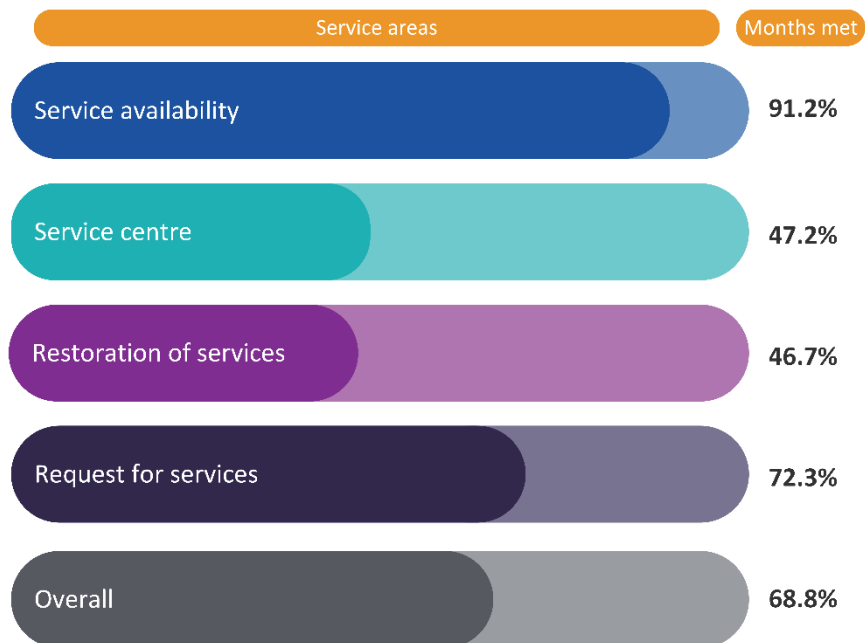 Service areas Months met
Service availability 91.2%
Service centre 47.2%
Restoration of services 46.7%
Request for services 72.3%
Overall 68.8%